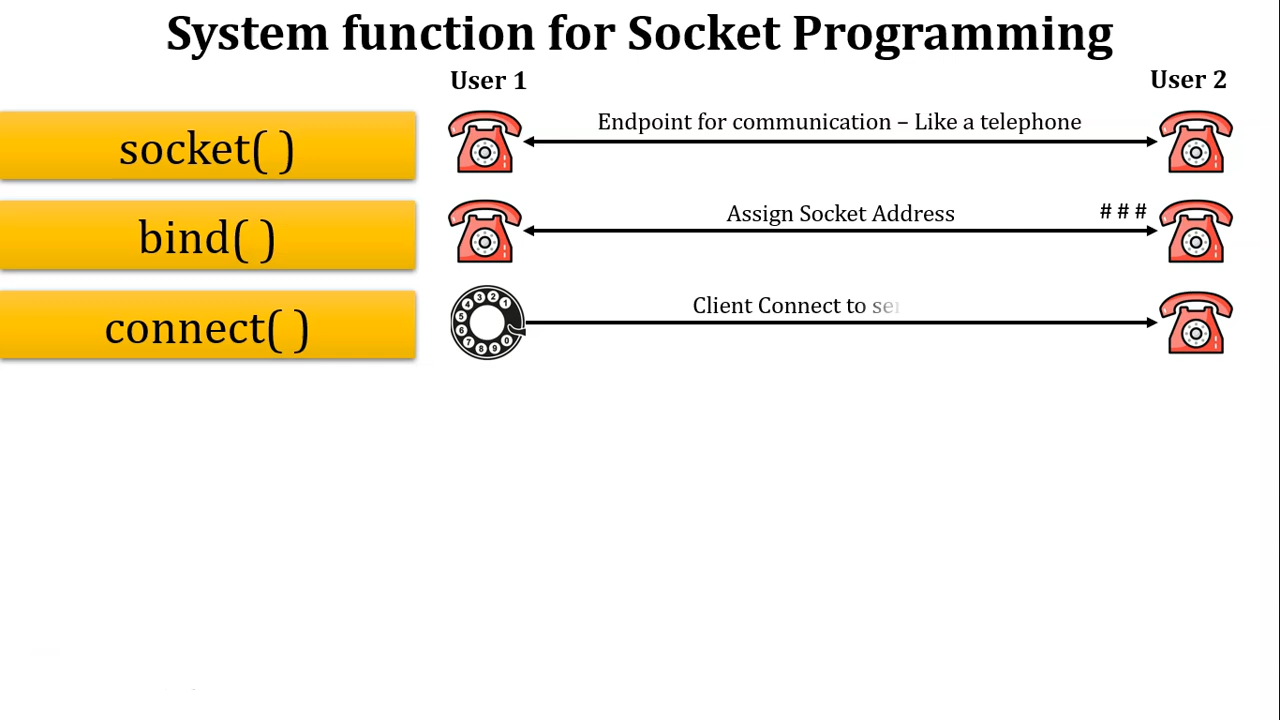 System function for Socket Programming
User 1
User 2
socket( )
Endpoint for communication – Like a telephone
bind( )
Assign Socket Address
# # #
connect( )
Client Connect to